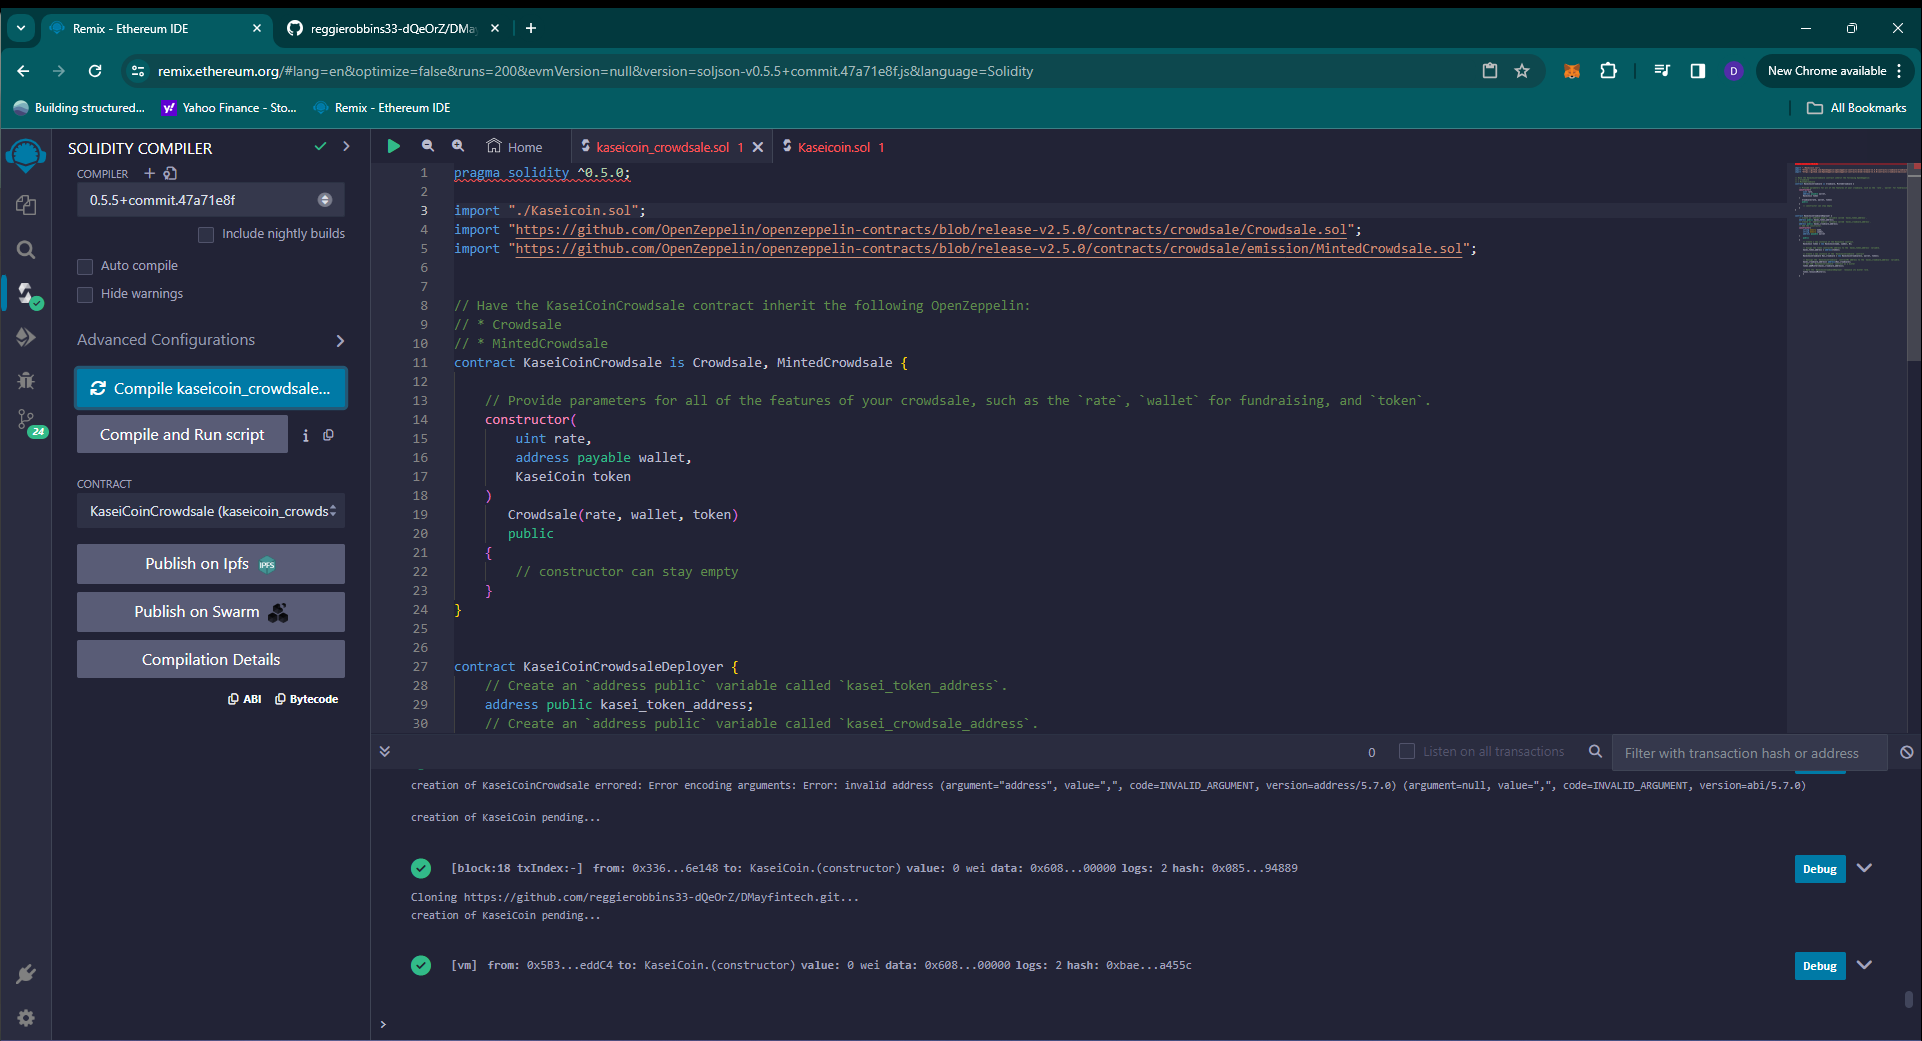 Remix - Ethereum IDE
reggierobbins33-dQeOrZ/DMay
remix.ethereum.org/#lang=en&optimize=false&runs=200&evmVersion=null&version=soljson-v0.5.5+commit.47a71e8f.js&language=Solidity
D
New Chrome available
Building structured...
Yahoo Finance - Sto...
Remix - Ethereum IDE
All Bookmarks
SOLIDITY COMPILER
COMPILER
0.5.5+commit.47a71e8f
Include nightly builds
Auto compile
Hide warnings
Advanced Configurations
Compile kaseicoin_crowdsale...
Compile and Run script
CONTRACT
KaseiCoinCrowdsale (kaseicoin_crowds
Publish on Ipfs IPFS
Publish on Swarm
Compilation Details
ABI Bytecode
24
Home
kaseicoin_crowdsale.sol 1
Kaseicoin.sol 1
1 pragma solidity ^0.5.0;
2
3 import "./Kaseicoin.sol";
4 import "https://github.com/OpenZeppelin/openzeppelin-contracts/blob/release-v2.5.0/contracts/crowdsale/Crowdsale.sol";
5 import "https://github.com/OpenZeppelin/openzeppelin-contracts/blob/release-v2.5.0/contracts/crowdsale/emission/MintedCrowdsale.sol";
6
7
8 // Have the KaseiCoinCrowdsale contract inherit the following OpenZeppelin:
9 // * Crowdsale
10 // * MintedCrowdsale
11 contract KaseiCoinCrowdsale is Crowdsale, MintedCrowdsale {
12
13 // Provide parameters for all of the features of your crowdsale, such as the `rate`, `wallet` for fundraising, and `token`.
14 constructor(
15 uint rate,
16 address payable wallet,
17 KaseiCoin token
18 )
19 Crowdsale(rate, wallet, token)
20 public
21 {
22 // constructor can stay empty
23 }
24 }
25
26
27 contract KaseiCoinCrowdsaleDeployer {
28 // Create an `address public` variable called `kasei_token_address`.
29 address public kasei_token_address;
30 // Create an `address public` variable called `kasei_crowdsale_address`.
0
Listen on all transactions
Filter with transaction hash or address
creation of KaseiCoinCrowdsale errored: Error encoding arguments: Error: invalid address (argument="address", value=",", code=INVALID_ARGUMENT, version=address/5.7.0) (argument=null, value=",", code=INVALID_ARGUMENT, version=abi/5.7.0)
creation of KaseiCoin pending...
[block:18 txIndex:-] from: 0x336...6e148 to: KaseiCoin.(constructor) value: 0 wei data: 0x608...00000 logs: 2 hash: 0x085...94889
Debug
Cloning https://github.com/reggierobbins33-dQeOrZ/DMayfintech.git...
creation of KaseiCoin pending...
[vm] from: 0x5B3...eddC4 to: KaseiCoin.(constructor) value: 0 wei data: 0x608...00000 logs: 2 hash: 0xbae...a455c
Debug
>